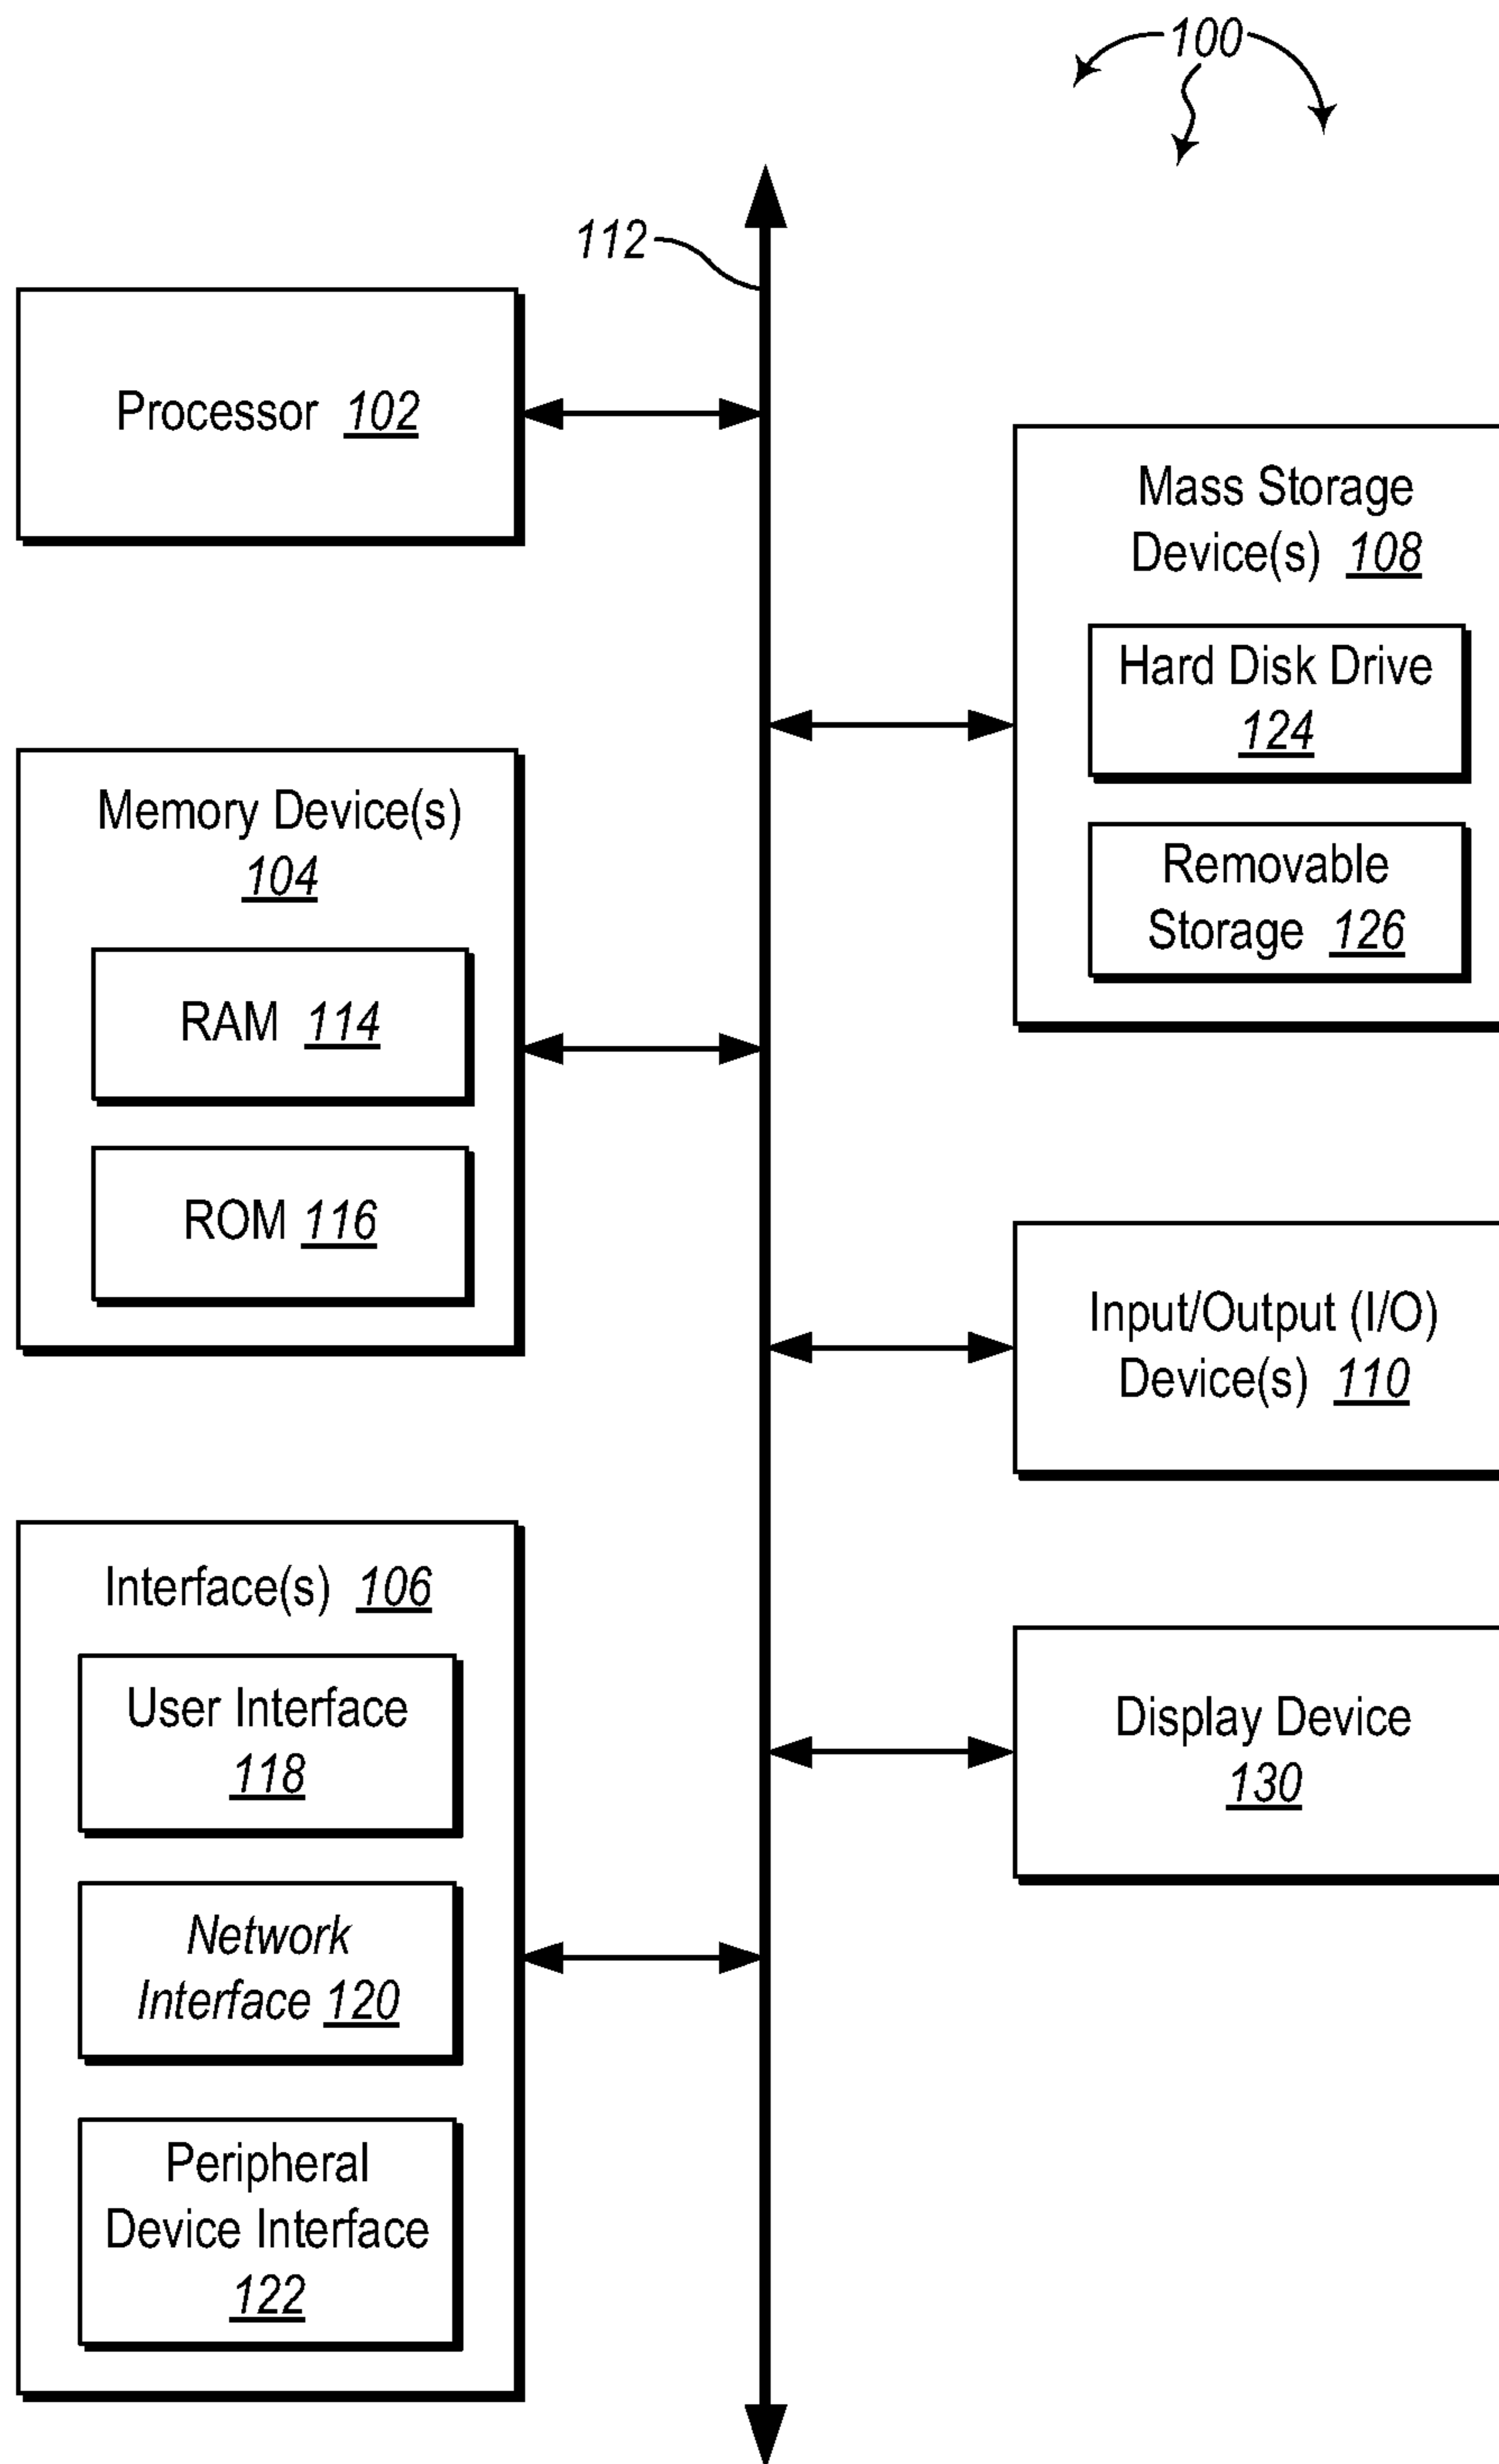 100
112
Processor 102
Mass Storage
Device(s) 108
Hard Disk Drive
124
Removable
Storage 126
Memory Device(s)
104
RAM 114
ROM 116
Input/Output (I/O)
Device(s) 110
Interface(s) 106
User Interface
118
Network
Interface 120
Peripheral
Device Interface
122
Display Device
130